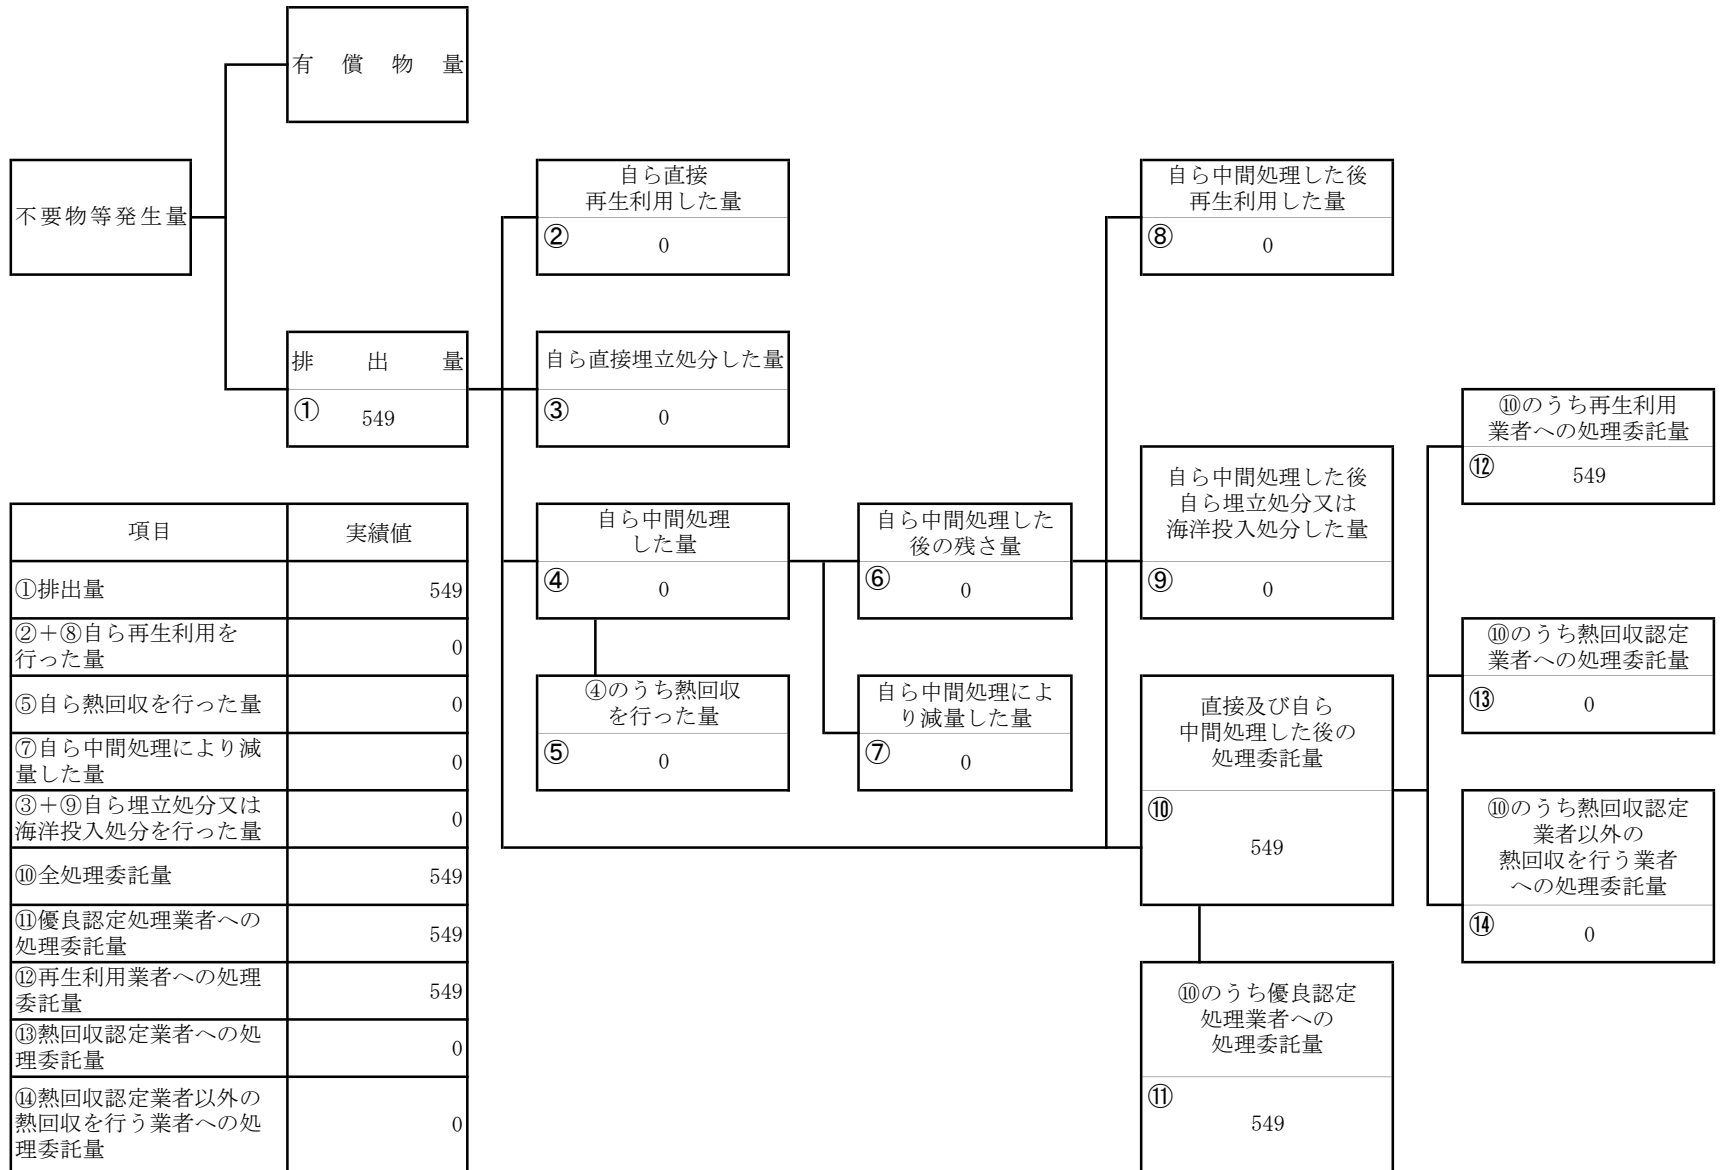 有償物量
不要物等発生量
排出量
① 549
自ら直接
再生利用した量
② 0
自ら直接埋立処分した量
③ 0
自ら中間処理
した量
④ 0
④のうち熱回収
を行った量
⑤ 0
自ら中間処理した
後の残さ量
⑥ 0
自ら中間処理によ
り減量した量
⑦ 0
自ら中間処理した後
再生利用した量
⑧ 0
自ら中間処理した後
自ら埋立処分又は
海洋投入処分した量
⑨ 0
直接及び自ら
中間処理した後の
処理委託量
⑩
549
⑩のうち優良認定
処理業者への
処理委託量
⑪
549
⑩のうち再生利用
業者への処理委託量
⑫ 549
⑩のうち熱回収認定
業者への処理委託量
⑬ 0
⑩のうち熱回収認定
業者以外の
熱回収を行う業者
への処理委託量
⑭ 0
項目 実績値
①排出量 549
②+⑧自ら再生利用を
行った量 0
⑤自ら熱回収を行った量 0
⑦自ら中間処理により減
量した量 0
③+⑨自ら埋立処分又は
海洋投入処分を行った量 0
⑩全処理委託量 549
⑪優良認定処理業者への
処理委託量 549
⑫再生利用業者への処理
委託量 549
⑬熱回収認定業者への処
理委託量 0
⑭熱回収認定業者以外の
熱回収を行う業者への処
理委託量 0